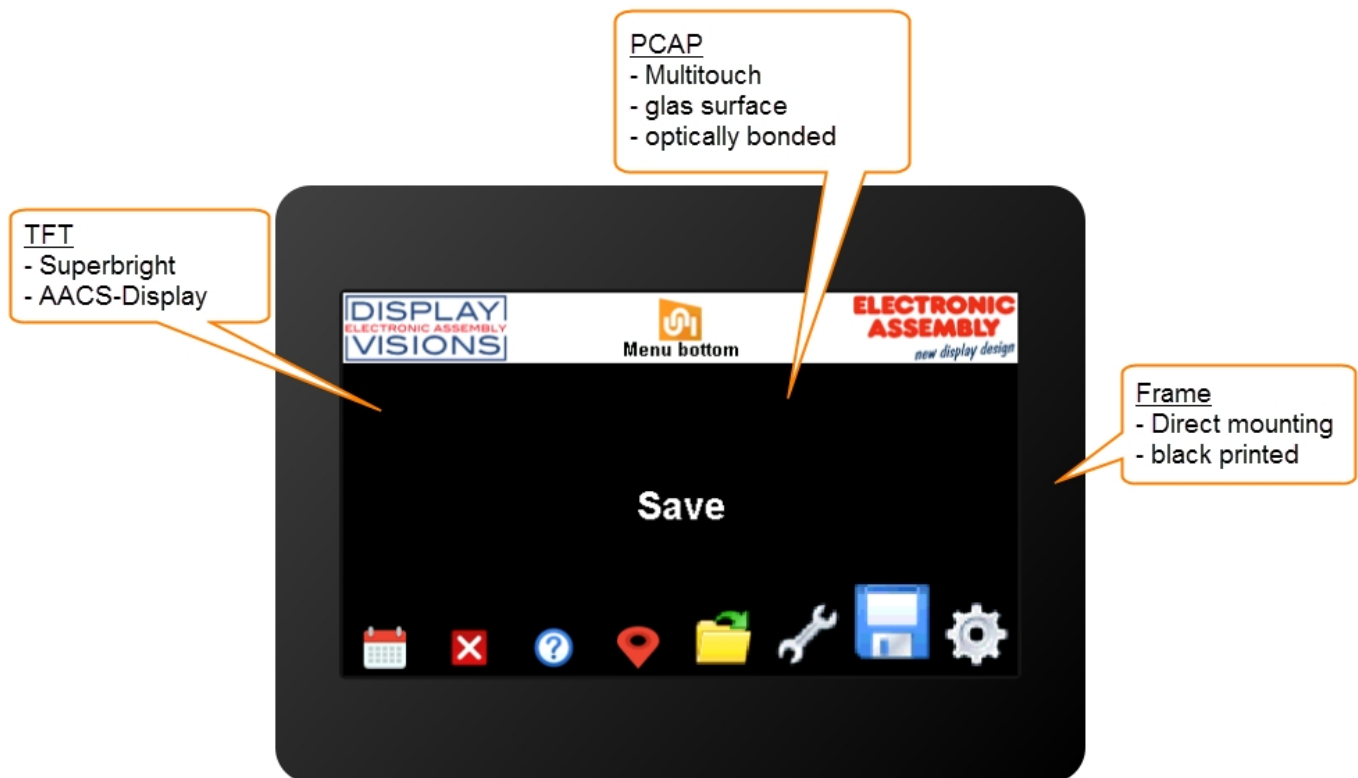 PCAP
- Multitouch
- glas surface
- optically bonded
TFT
- Superbright
- AACS-Display
DISPLAY
ELECTRONIC ASSEMBLY
VISIONS
Menu bottom
ELECTRONIC
ASSEMBLY
new display design
Frame
- Direct mounting
- black printed
Save
?